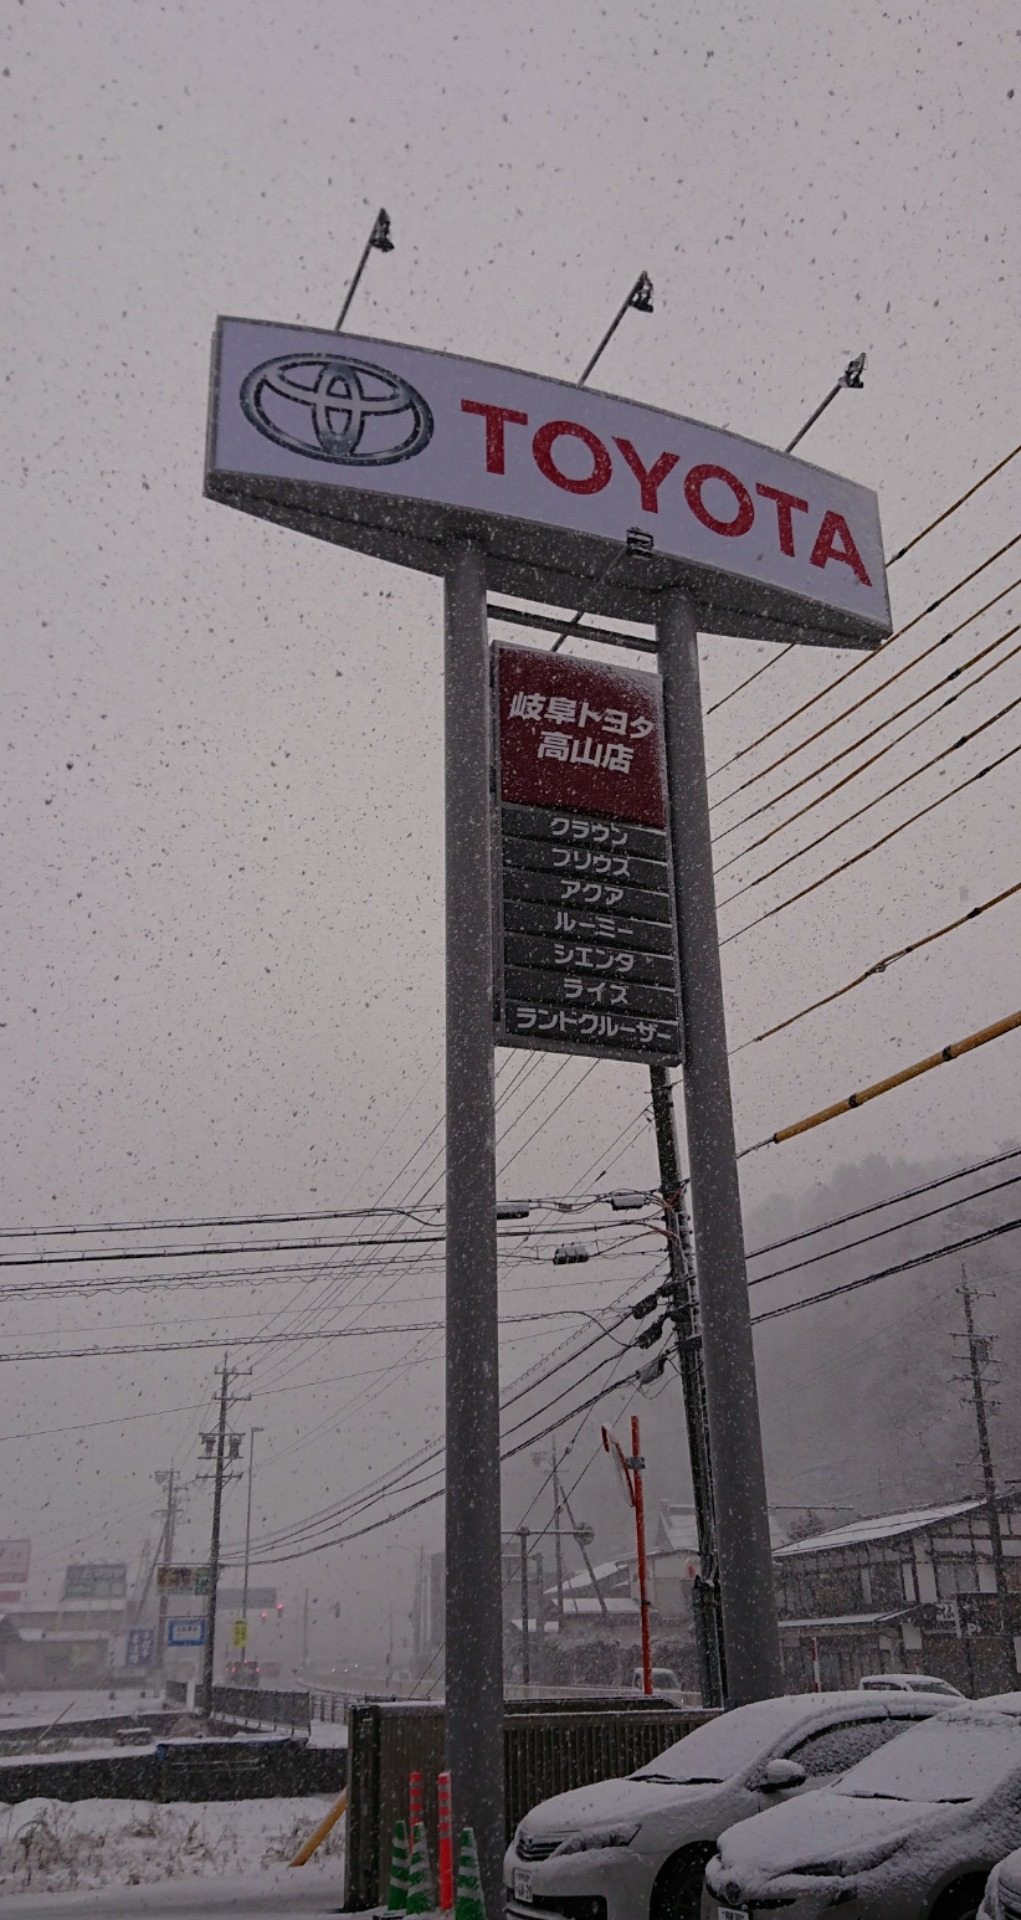 TOYOTA
岐阜トヨタ
高山店
クラウン
プリウス
アクア
ルーミー
シエンタ
ライズ
ランドクルーザー